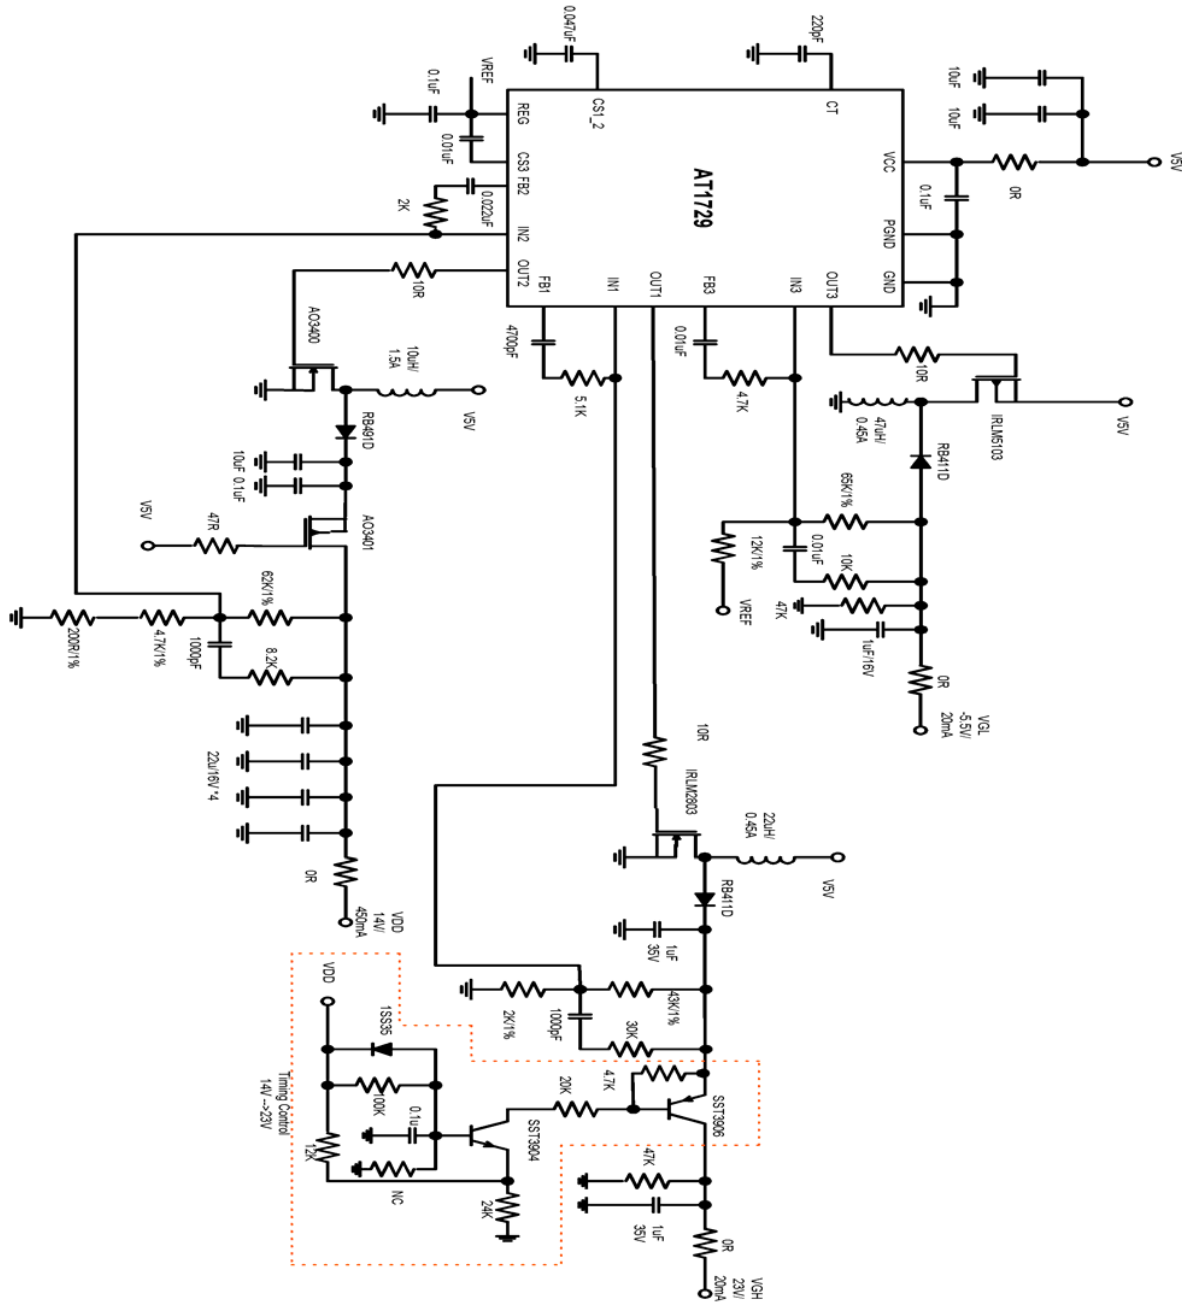 0.047uF
220pF
VREF
0.1uF
0.01uF
REG
CS1_2
CT
CS3
FB2
IN2
OUT2
AT1729
VCC
PGND
GND
FB1
IN1
OUT1
FB3
IN3
OUT3
10uF
10uF
V5V
0R
0.1uF
2K
0.022uF
10R
AO3400
10uH/
1.5A
V5V
RB491D
10uF
0.1uF
V5V
47R
AO3401
62K/1%
200R/1%
4.7K/1%
1000pF
8.2K
22u/16V *4
0R
VDD
14V/
450mA
4700pF
5.1K
0.01uF
4.7K
10R
IRLM5103
V5V
47uH/
0.45A
RB411D
65K/1%
12K/1%
0.01uF
10K
VREF
47K
1uF/16V
0R
VGL
-5.5V/
20mA
10R
IRLM2803
22uH/
0.45A
V5V
RB411D
1uF
35V
43K/1%
2K/1%
1000pF
30K
VDD
1SS35
100K
0.1u
12K
NC
Timing Control
14V -->23V
SST3904
24K
20K
4.7K
SST3906
47K
1uF
35V
0R
VGH
23V/
20mA